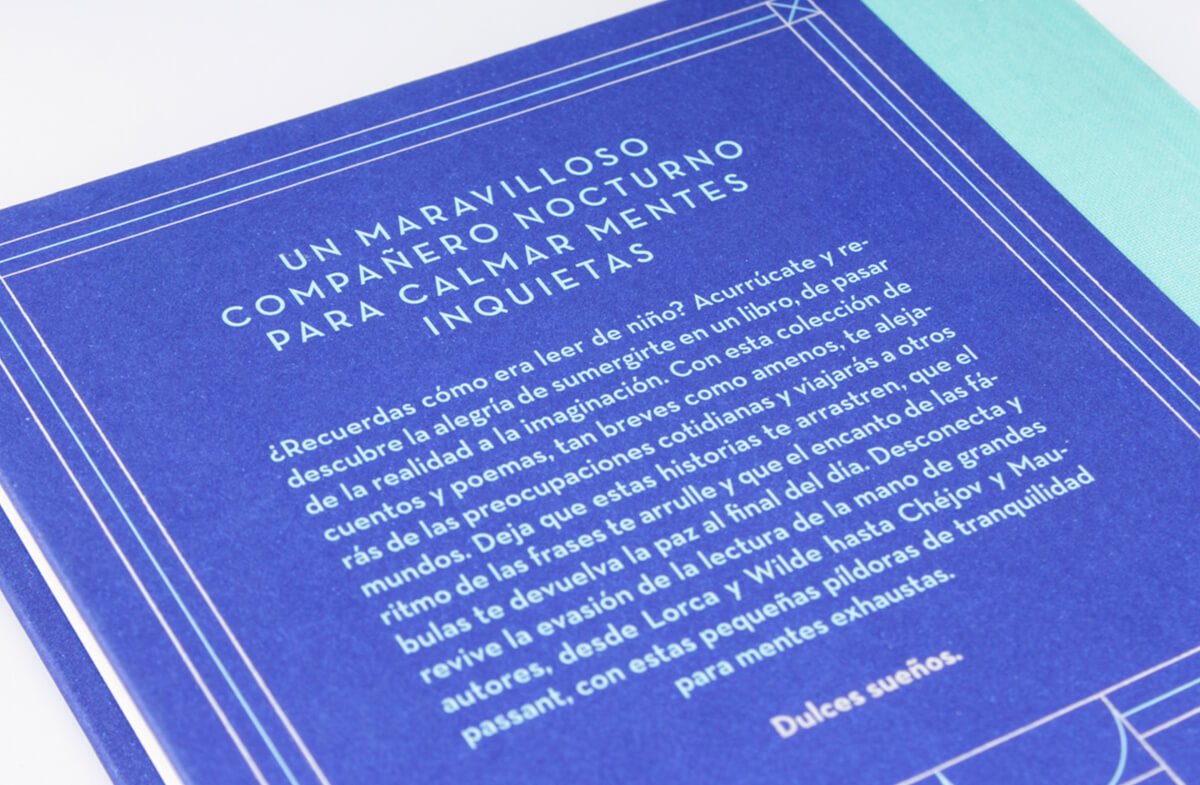 UN MARAVILLOSO
COMPAÑERO NOCTURNO
PARA CALMAR MENTES
INQUIETAS
¿Recuerdas cómo era leer de niño? Acurrúcate y re-
descubre la alegría de sumergirte en un libro, de pasar
de la realidad a la imaginación. Con esta colección de
cuentos y poemas, tan breves como amenos, te aleja-
rás de las preocupaciones cotidianas y viajarás a otros
mundos. Deja que estas historias te arrastren, que el
ritmo de las frases te arrulle y que el encanto de las fá-
bulas te devuelva la paz al final del día. Desconecta y
revive la evasión de la lectura de la mano de grandes
autores, desde Lorca y Wilde hasta Chéjov y Mau-
passant, con estas pequeñas píldoras de tranquilidad
para mentes exhaustas.
Dulces sueños.